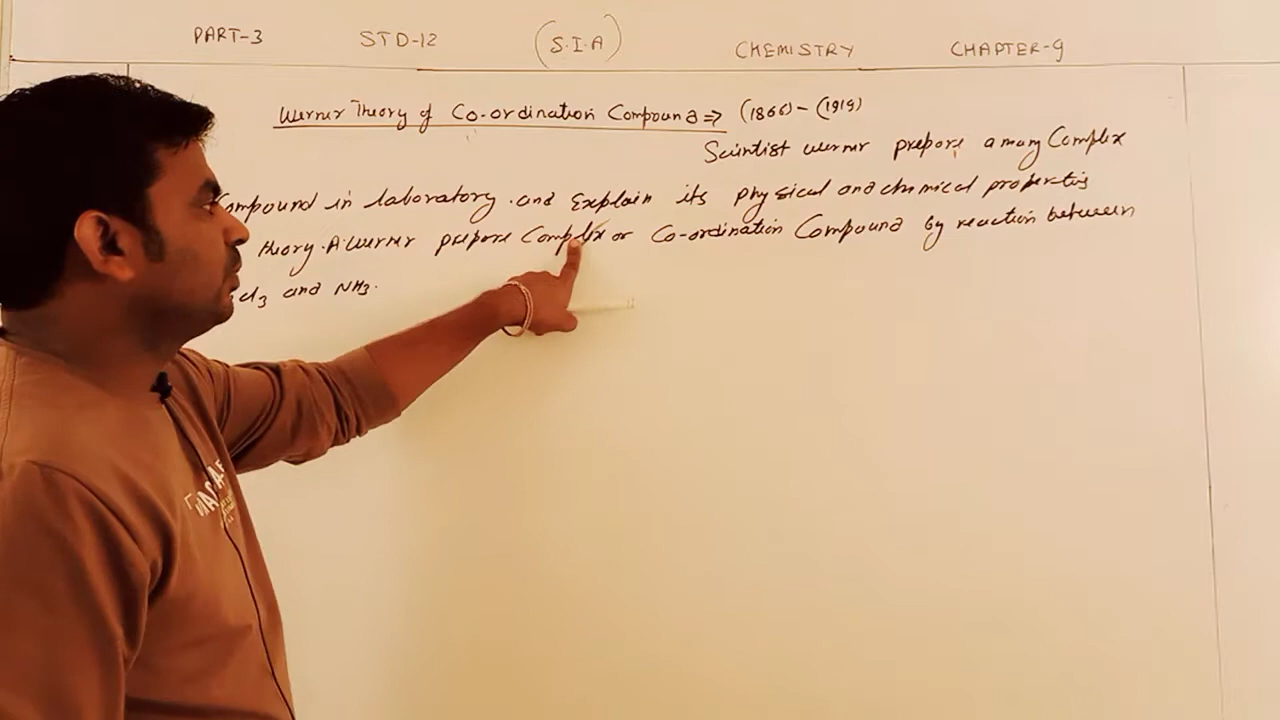 PART-3 STD-12 (S.I.A) CHEMISTRY CHAPTER-9
Werner Theory of Co-ordination Compound ⇒ (1866) - (1919)
Scientist werner prepare a many Complex
Compound in laboratory. and Explain its physical and chemical properties
theory. A. Werner prepare Complex or Co-ordination Compound by reaction between
Cl3 and NH3.